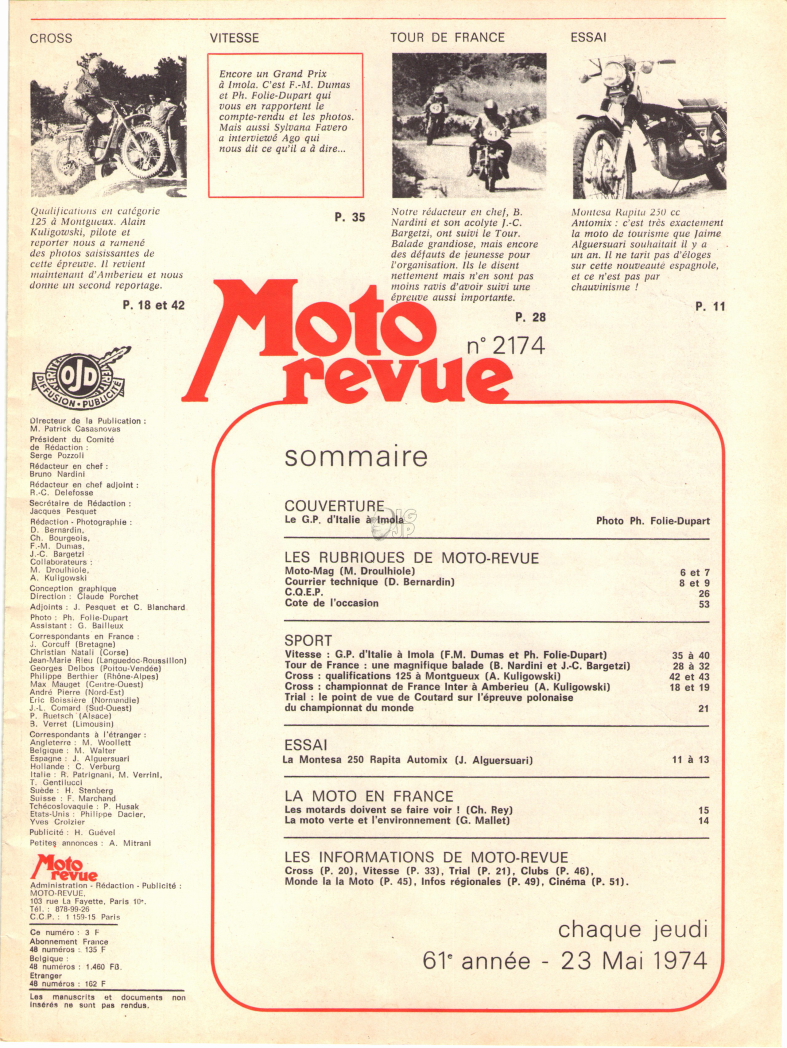 CROSS
Qualifications en catégorie
125 à Montgueux. Alain
Kuligowski, pilote et
reporter nous a ramené
des photos saisissantes de
cette épreuve. Il revient
maintenant d'Amberieu et nous
donne un second reportage.
P. 18 et 42
VITESSE
Encore un Grand Prix
à Imola. C'est F.-M. Dumas
et Ph. Folie-Dupart qui
vous en rapportent le
compte-rendu et les photos.
Mais aussi Sylvana Favero
a interviewé Ago qui
nous dit ce qu'il a à dire...
P. 35
TOUR DE FRANCE
Notre rédacteur en chef, B.
Nardini et son acolyte J.-C.
Bargetzi, ont suivi le Tour.
Balade grandiose, mais encore
des défauts de jeunesse pour
l'organisation. Ils le disent
nettement mais n'en sont pas
moins ravis d'avoir suivi une
épreuve aussi importante.
P. 28
ESSAI
Montesa Rapita 250 cc
Antomix : c'est très exactement
la moto de tourisme que Jaime
Alguersuari souhaitait il y a
un an. Il ne tarit pas d'éloges
sur cette nouveauté espagnole,
et ce n'est pas par
chauvinisme !
P. 11
Moto
revue
n° 2174
OJD
DIFFUSION • PUBLICITÉ
Directeur de la Publication :
M. Patrick Casasnovas
Président du Comité
de Rédaction :
Serge Pozzoli
Rédacteur en chef :
Bruno Nardini
Rédacteur en chef adjoint :
R.-C. Delefosse
Secrétaire de Rédaction :
Jacques Pesquet
Rédaction - Photographie :
D. Bernardin,
Ch. Bourgeois,
F.-M. Dumas,
J.-C. Bargetzi
Collaborateurs :
M. Droulhiole,
A. Kuligowski
Conception graphique
Direction : Claude Porchet
Adjoints : J. Pesquet et C. Blanchard
Photo : Ph. Folie-Dupart
Assistant : G. Bailleux
Correspondants en France :
J. Corcuff (Bretagne)
Christian Natali (Corse)
Jean-Marie Rieu (Languedoc-Roussillon)
Georges Delbos (Poitou-Vendée)
Philippe Berthier (Rhône-Alpes)
Max Mauget (Centre-Ouest)
André Pierre (Nord-Est)
Eric Boissière (Normandie)
J.-L. Comard (Sud-Ouest)
P. Ruetsch (Alsace)
B. Verret (Limousin)
Correspondants à l'étranger :
Angleterre : M. Woollett
Belgique : M. Walter
Espagne : J. Alguersuari
Hollande : C. Verburg
Italie : R. Patrignani, M. Verrini,
T. Gentilucci
Suède : H. Stenberg
Suisse : F. Marchand
Tchécoslovaquie : P. Husak
Etats-Unis : Philippe Dacier,
Yves Croizier
Publicité : H. Guével
Petites annonces : A. Mitrani
Moto
revue
Administration - Rédaction - Publicité :
MOTO-REVUE,
103 rue La Fayette, Paris 10e.
Tél. : 878-99-26
C.C.P. : 1 159-15 Paris
Ce numéro : 3 F
Abonnement France
48 numéros : 135 F
Belgique :
48 numéros : 1.460 FB.
Etranger
48 numéros : 162 F
Les manuscrits et documents non
insérés ne sont pas rendus.
sommaire
COUVERTURE
Le G.P. d'Italie à Imola Photo Ph. Folie-Dupart
LES RUBRIQUES DE MOTO-REVUE
Moto-Mag (M. Droulhiole) 6 et 7
Courrier technique (D. Bernardin) 8 et 9
C.Q.E.P. 26
Cote de l'occasion 53
SPORT
Vitesse : G.P. d'Italie à Imola (F.M. Dumas et Ph. Folie-Dupart) 35 à 40
Tour de France : une magnifique balade (B. Nardini et J.-C. Bargetzi) 28 à 32
Cross : qualifications 125 à Montgueux (A. Kuligowski) 42 et 43
Cross : championnat de France Inter à Amberieu (A. Kuligowski) 18 et 19
Trial : le point de vue de Coutard sur l'épreuve polonaise
du championnat du monde 21
ESSAI
La Montesa 250 Rapita Automix (J. Alguersuari) 11 à 13
LA MOTO EN FRANCE
Les motards doivent se faire voir ! (Ch. Rey) 15
La moto verte et l'environnement (G. Mallet) 14
LES INFORMATIONS DE MOTO-REVUE
Cross (P. 20), Vitesse (P. 33), Trial (P. 21), Clubs (P. 46),
Monde la la Moto (P. 45), Infos régionales (P. 49), Cinéma (P. 51).
chaque jeudi
61e année - 23 Mai 1974